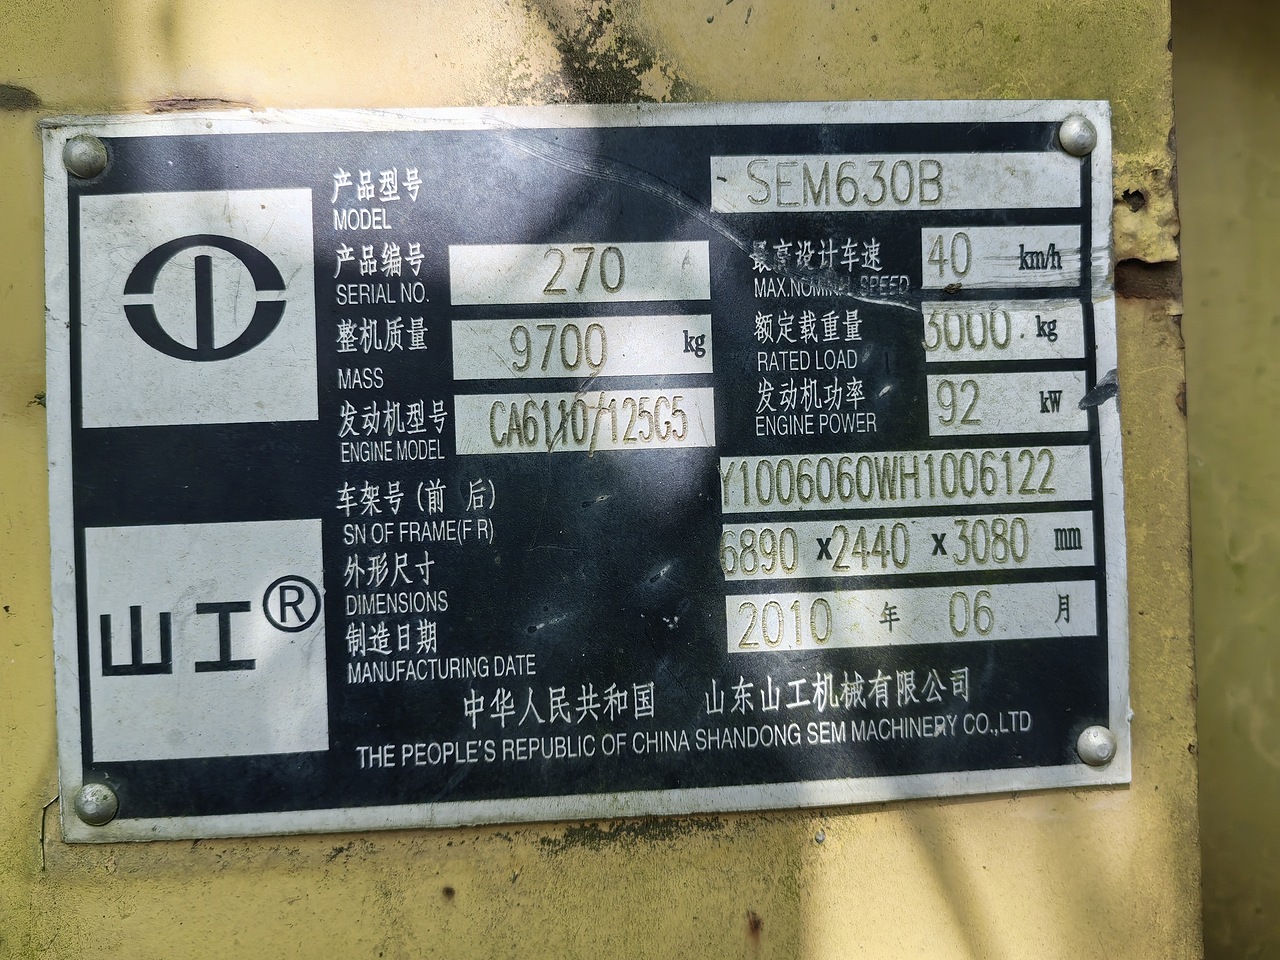 产品型号 SEM630B
MODEL
产品编号 270 最高设计车速 40 km/h
SERIAL NO. MAX.NOMINAL SPEED
整机质量 9700 kg 额定载重量 3000 kg
MASS RATED LOAD
发动机型号 CA6110/125G5 发动机功率 92 kW
ENGINE MODEL ENGINE POWER
车架号(前 后) Y1006060WH1006122
SN OF FRAME(F R)
外形尺寸 6890 x2440 x3080 mm
DIMENSIONS
制造日期 2010 年 06 月
MANUFACTURING DATE
山工®
中华人民共和国 山东山工机械有限公司
THE PEOPLE'S REPUBLIC OF CHINA SHANDONG SEM MACHINERY CO.,LTD